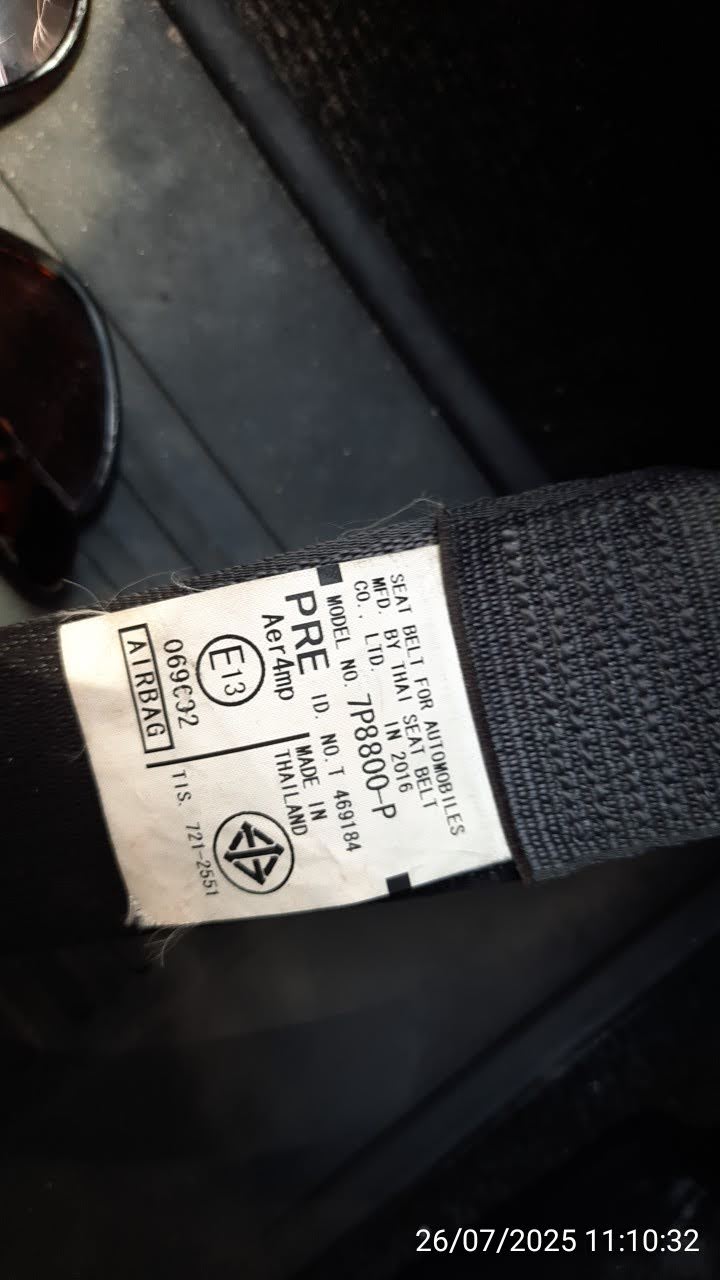 SEAT BELT FOR AUTOMOBILES
MFD. BY THAI SEAT BELT
CO., LTD. IN 2016
MODEL NO. 7P8800-P
PRE ID. NO. T 469184
Aer4mp
MADE IN
THAILAND
E13
AIRBAG
TIS. 721-2551
26/07/2025 11:10:32